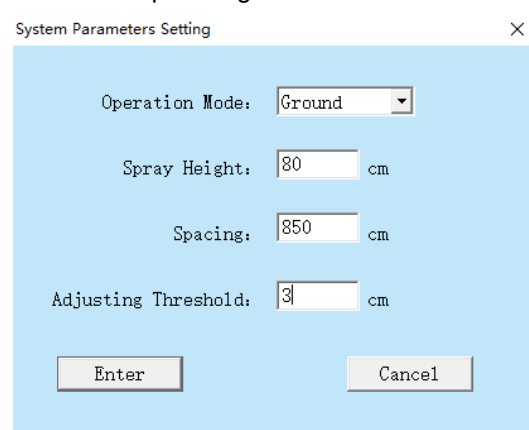 System Parameters Setting
Operation Mode: Ground
Spray Height: 80 cm
Spacing: 850 cm
Adjusting Threshold: 3 cm
Enter Cancel